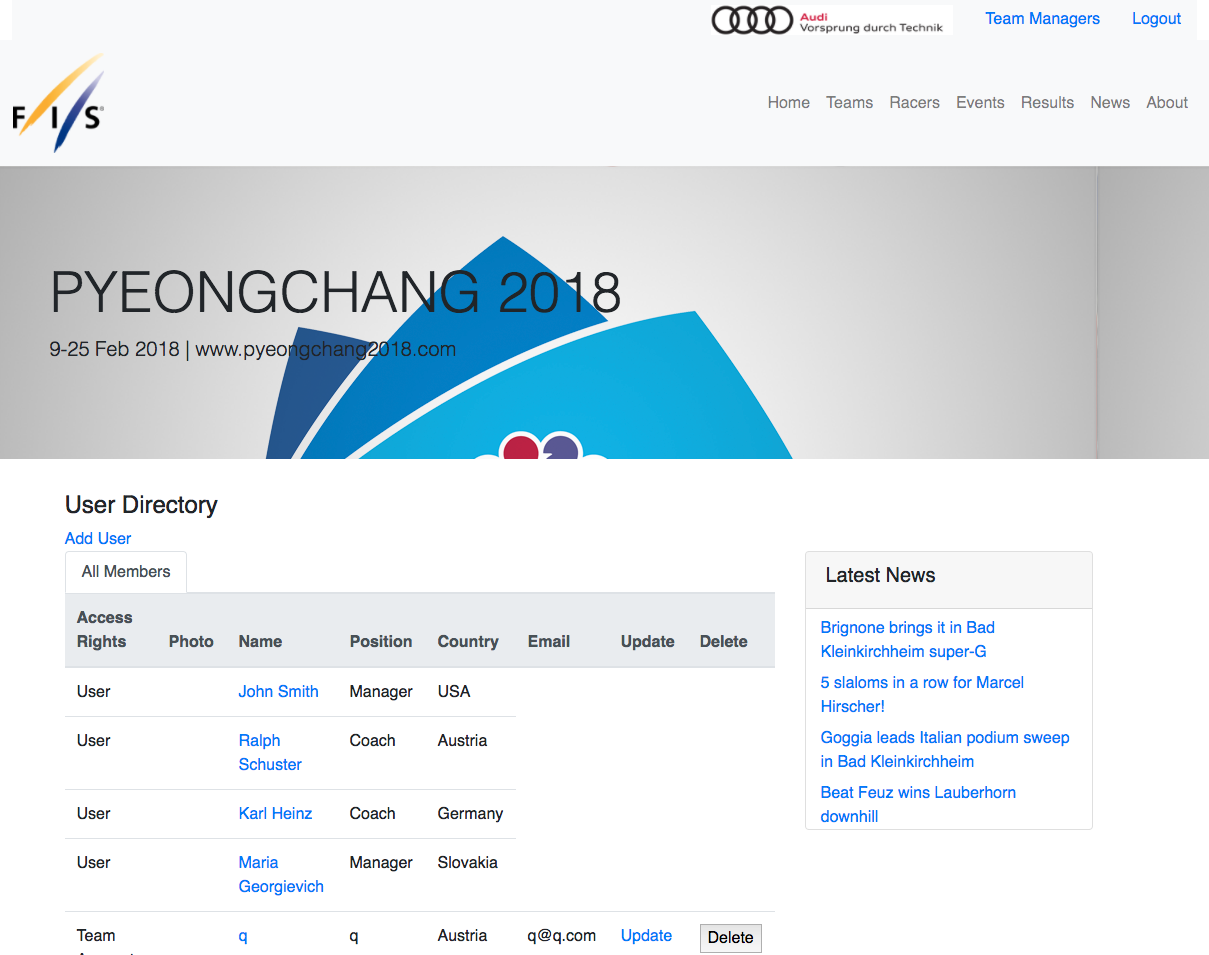 Audi
Vorsprung durch Technik
Team Managers
Logout
FIS
Home Teams Racers Events Results News About
PYEONGCHANG 2018
9-25 Feb 2018 | www.pyeongchang2018.com
User Directory
Add User
All Members
Access Rights Photo Name Position Country Email Update Delete
User John Smith Manager USA
User Ralph Schuster Coach Austria
User Karl Heinz Coach Germany
User Maria Georgievich Manager Slovakia
Team q q Austria q@q.com Update Delete
Latest News
Brignone brings it in Bad
Kleinkirchheim super-G
5 slaloms in a row for Marcel
Hirscher!
Goggia leads Italian podium sweep
in Bad Kleinkirchheim
Beat Feuz wins Lauberhorn
downhill